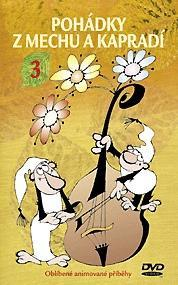 POHÁDKY
Z MECHU A KAPRADÍ
3
Oblíbené animované příběhy
DVD